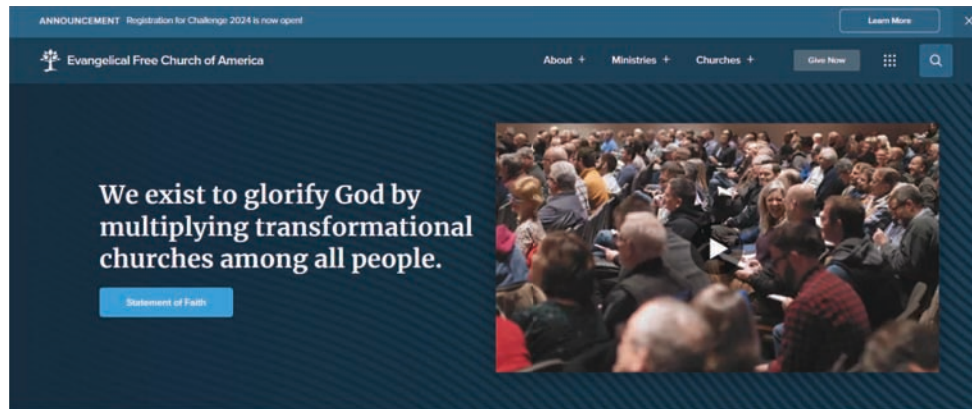 ANNOUNCEMENT Registration for Challenge 2024 is now open!
Learn More
Evangelical Free Church of America
About +
Ministries +
Churches +
Give Now
We exist to glorify God by
multiplying transformational
churches among all people.
Statement of Faith